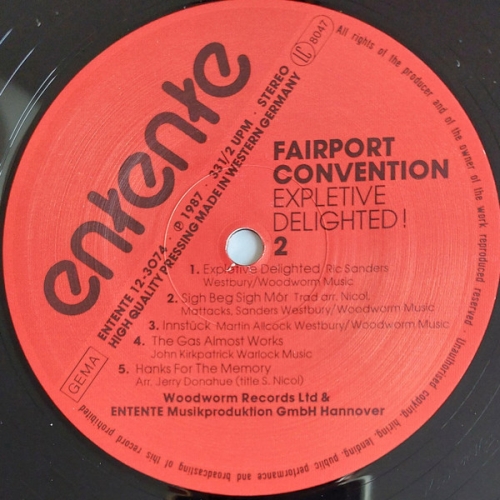 entente
ENTENTE 12-3074 · ℗ 1987 · 33 1/2 UPM · STEREO
HIGH QUALITY PRESSING MADE IN WESTERN GERMANY
LC 8047
All rights of the producer and of the owner of the work reproduced reserved · Unauthorised copying, hiring, lending, public performance and broadcasting of this record prohibited
FAIRPORT
CONVENTION
EXPLETIVE
DELIGHTED!
2
1. Expletive Delighted, Ric Sanders
Westbury/Woodworm Music
2. Sigh Beg Sigh Mór Trad arr. Nicol,
Mattacks, Sanders Westbury/Woodworm Music
3. Innstück Martin Allcock Westbury/Woodworm Music
4. The Gas Almost Works
John Kirkpatrick Warlock Music
5. Hanks For The Memory
Arr. Jerry Donahue (title S. Nicol)
GEMA
Woodworm Records Ltd &
ENTENTE Musikproduktion GmbH Hannover